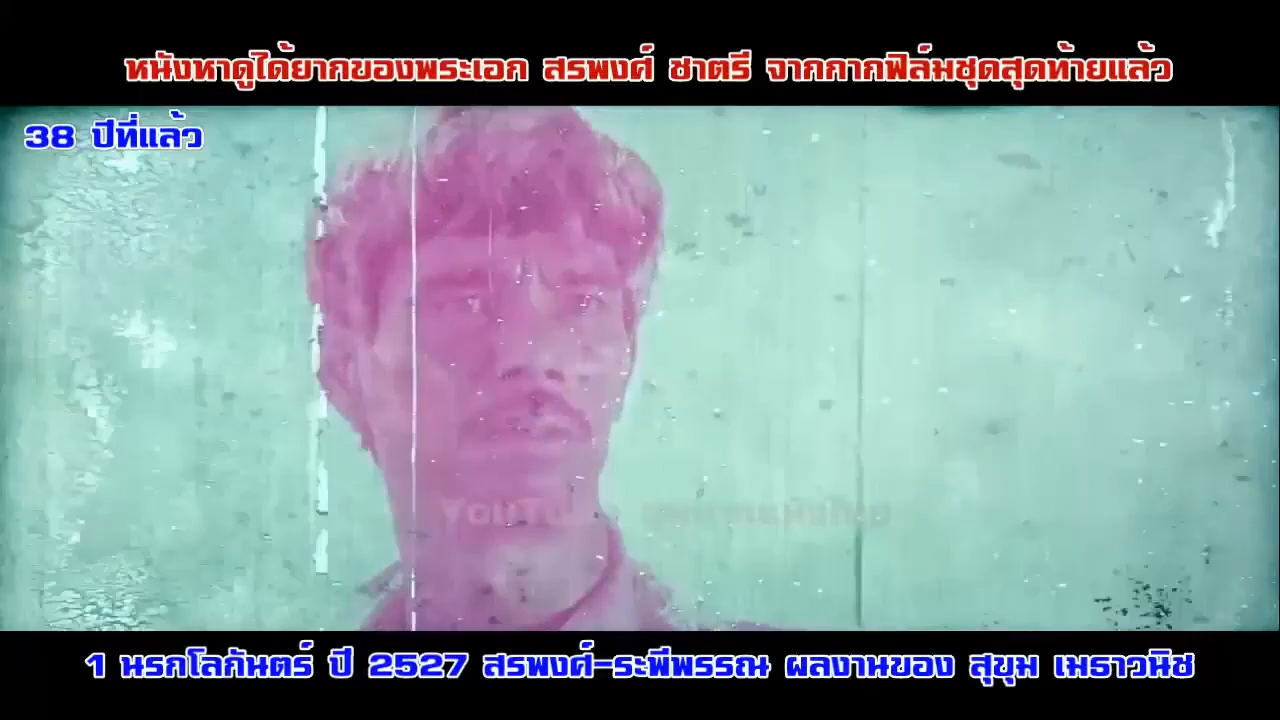 หนังหาดูได้ยากของพระเอก สรพงศ์ ชาตรี จากกากฟิล์มชุดสุดท้ายแล้ว
38 ปีที่แล้ว
YouTube
1 นรกโลกันตร์ ปี 2527 สรพงศ์-ระพีพรรณ ผลงานของ สุขุม เมธาวนิช